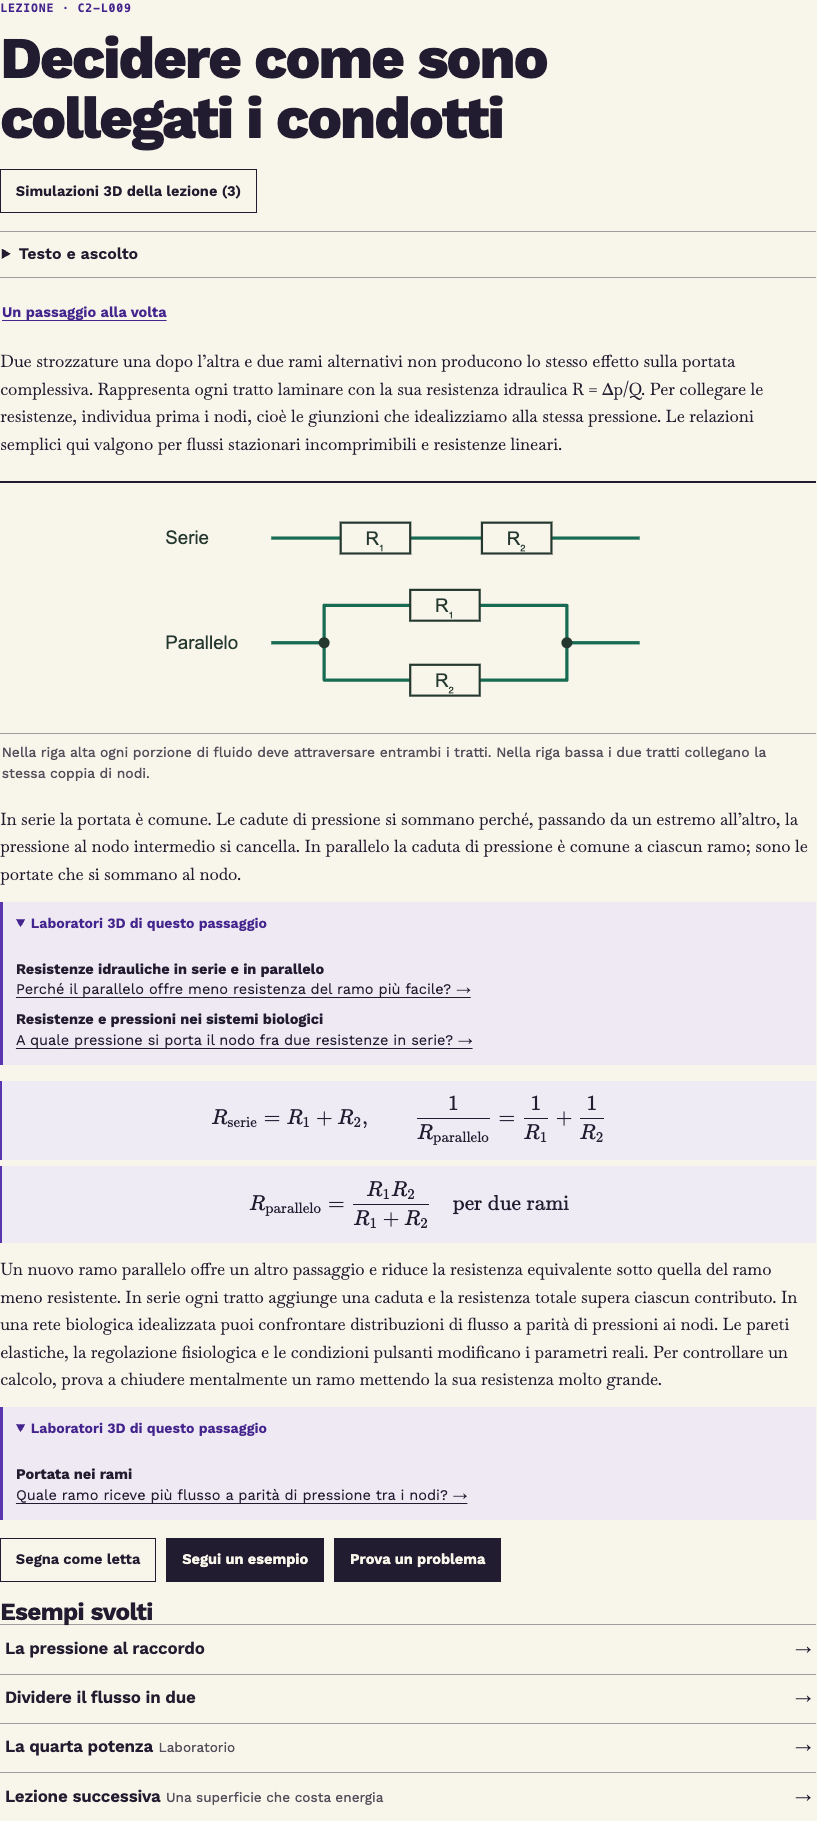 LEZIONE · C2–L009
Decidere come sono
collegati i condotti
Simulazioni 3D della lezione (3)
▶ Testo e ascolto
Un passaggio alla volta
Due strozzature una dopo l’altra e due rami alternativi non producono lo stesso effetto sulla portata
complessiva. Rappresenta ogni tratto laminare con la sua resistenza idraulica R = Δp/Q. Per collegare le
resistenze, individua prima i nodi, cioè le giunzioni che idealizziamo alla stessa pressione. Le relazioni
semplici qui valgono per flussi stazionari incomprimibili e resistenze lineari.
Serie R₁ R₂
R₁
Parallelo
R₂
Nella riga alta ogni porzione di fluido deve attraversare entrambi i tratti. Nella riga bassa i due tratti collegano la
stessa coppia di nodi.
In serie la portata è comune. Le cadute di pressione si sommano perché, passando da un estremo all’altro, la
pressione al nodo intermedio si cancella. In parallelo la caduta di pressione è comune a ciascun ramo; sono le
portate che si sommano al nodo.
▼ Laboratori 3D di questo passaggio
Resistenze idrauliche in serie e in parallelo
Perché il parallelo offre meno resistenza del ramo più facile? →
Resistenze e pressioni nei sistemi biologici
A quale pressione si porta il nodo fra due resistenze in serie? →
R_serie = R₁ + R₂, 1/R_parallelo = 1/R₁ + 1/R₂
R_parallelo = R₁R₂/(R₁ + R₂) per due rami
Un nuovo ramo parallelo offre un altro passaggio e riduce la resistenza equivalente sotto quella del ramo
meno resistente. In serie ogni tratto aggiunge una caduta e la resistenza totale supera ciascun contributo. In
una rete biologica idealizzata puoi confrontare distribuzioni di flusso a parità di pressioni ai nodi. Le pareti
elastiche, la regolazione fisiologica e le condizioni pulsanti modificano i parametri reali. Per controllare un
calcolo, prova a chiudere mentalmente un ramo mettendo la sua resistenza molto grande.
▼ Laboratori 3D di questo passaggio
Portata nei rami
Quale ramo riceve più flusso a parità di pressione tra i nodi? →
Segna come letta Segui un esempio Prova un problema
Esempi svolti
La pressione al raccordo →
Dividere il flusso in due →
La quarta potenza Laboratorio →
Lezione successiva Una superficie che costa energia →